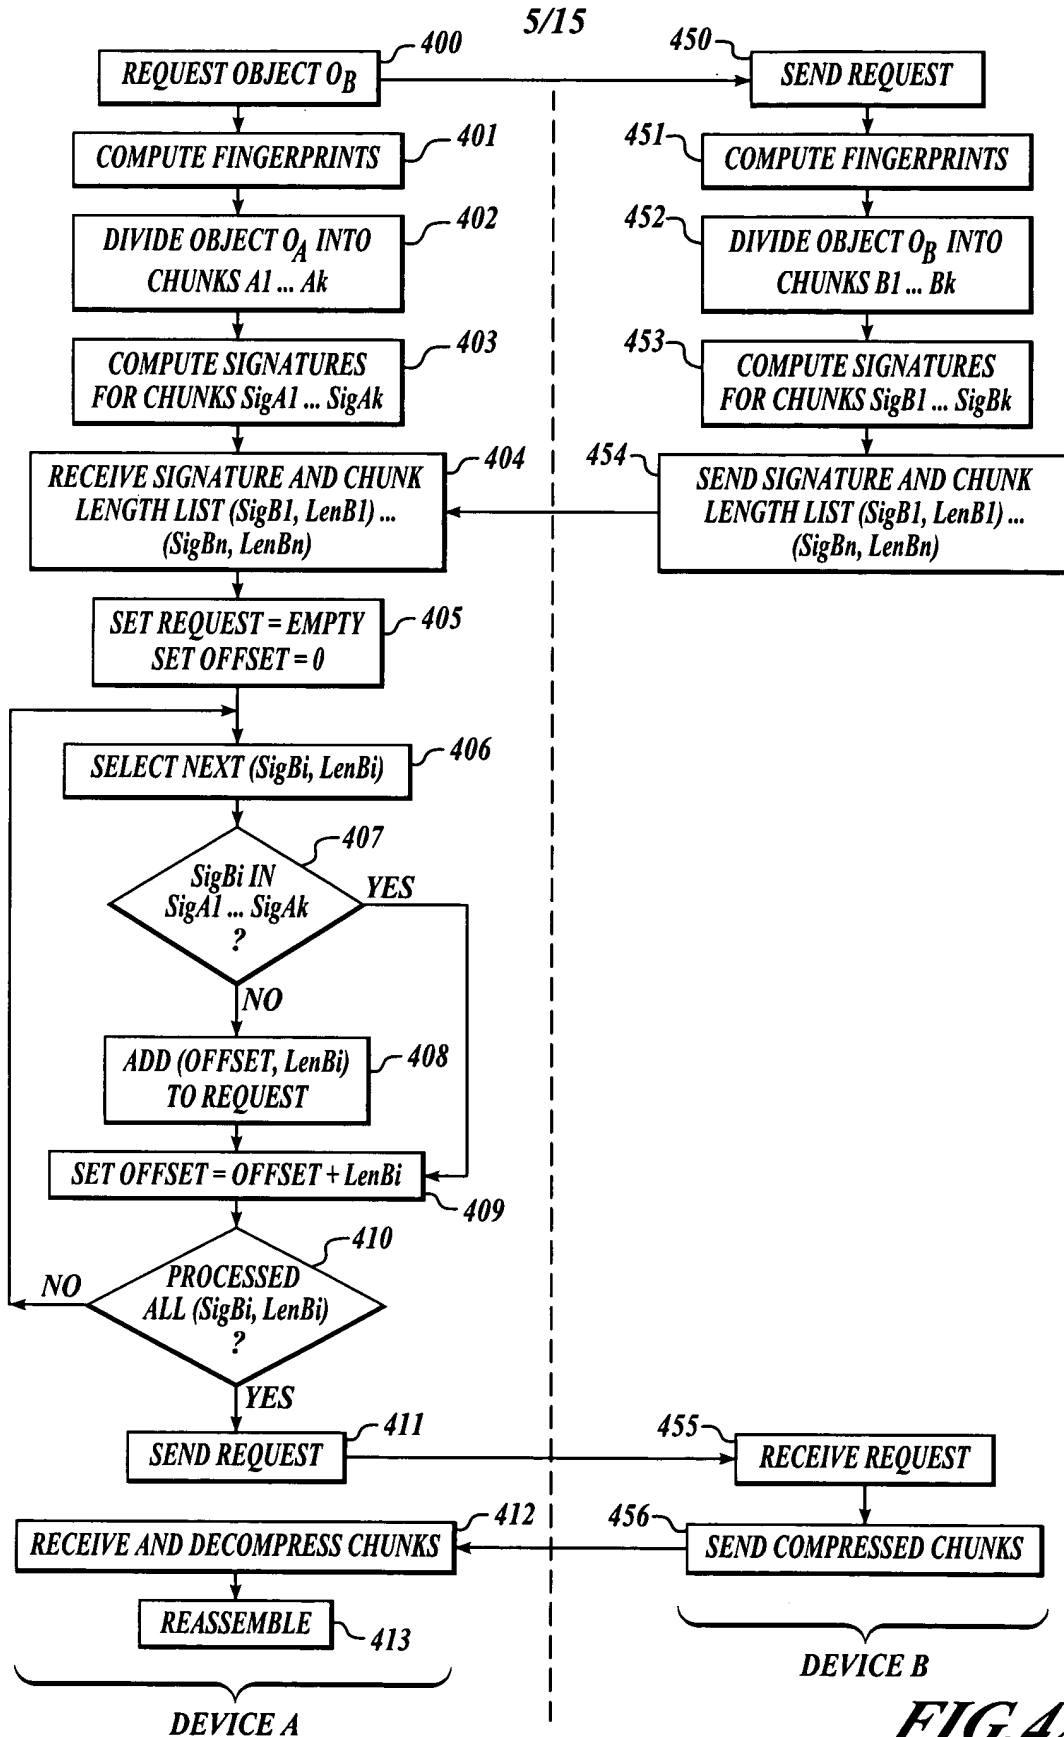 5/15
400
REQUEST OBJECT OB
450
SEND REQUEST
401
COMPUTE FINGERPRINTS
451
COMPUTE FINGERPRINTS
402
DIVIDE OBJECT OA INTO
CHUNKS A1 ... Ak
452
DIVIDE OBJECT OB INTO
CHUNKS B1 ... Bk
403
COMPUTE SIGNATURES
FOR CHUNKS SigA1 ... SigAk
453
COMPUTE SIGNATURES
FOR CHUNKS SigB1 ... SigBk
404
RECEIVE SIGNATURE AND CHUNK
LENGTH LIST (SigB1, LenB1) ...
(SigBn, LenBn)
454
SEND SIGNATURE AND CHUNK
LENGTH LIST (SigB1, LenB1) ...
(SigBn, LenBn)
405
SET REQUEST = EMPTY
SET OFFSET = 0
406
SELECT NEXT (SigBi, LenBi)
407
SigBi IN
SigA1 ... SigAk
?
YES
NO
408
ADD (OFFSET, LenBi)
TO REQUEST
SET OFFSET = OFFSET + LenBi
409
410
PROCESSED
ALL (SigBi, LenBi)
?
NO
YES
411
SEND REQUEST
455
RECEIVE REQUEST
412
RECEIVE AND DECOMPRESS CHUNKS
456
SEND COMPRESSED CHUNKS
REASSEMBLE
413
DEVICE B
DEVICE A